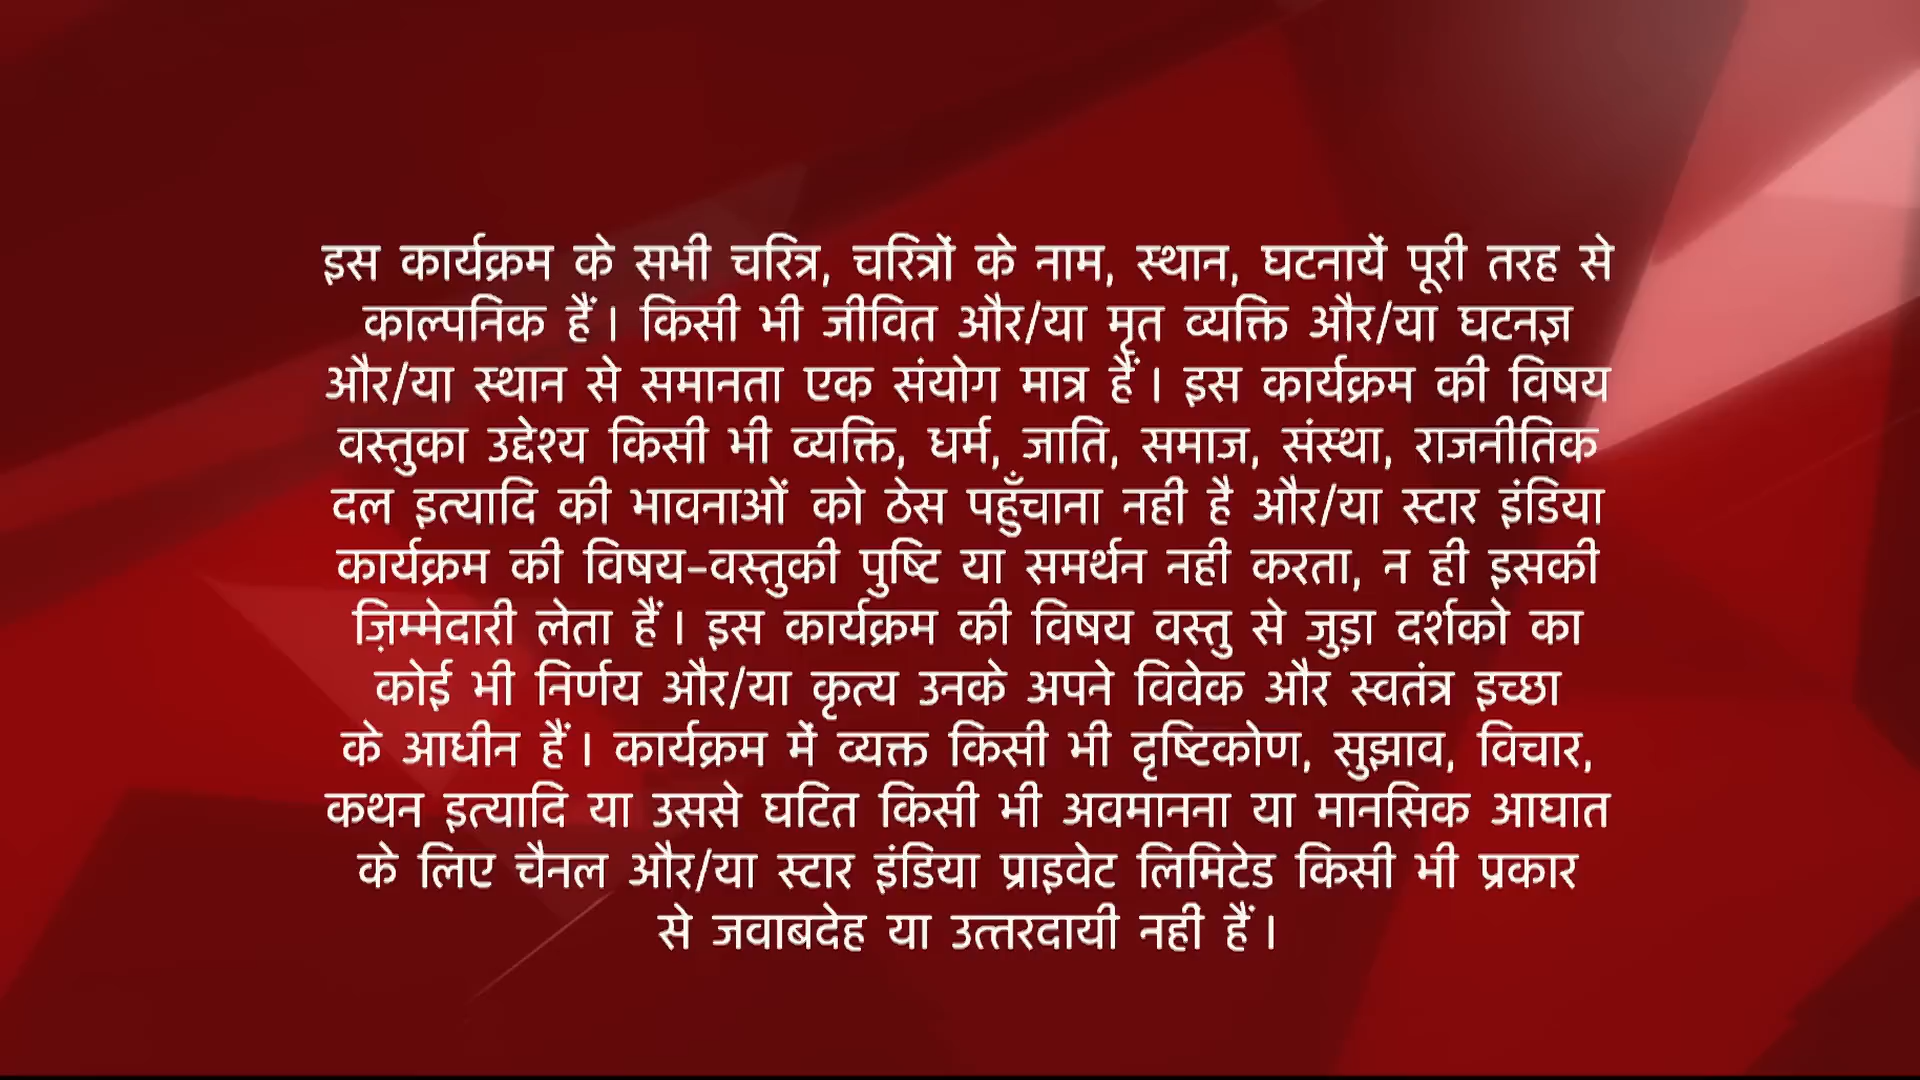 इस कार्यक्रम के सभी चरित्र, चरित्रों के नाम, स्थान, घटनायें पूरी तरह से
काल्पनिक हैं। किसी भी जीवित और/या मृत व्यक्ति और/या घटनज्ञ
और/या स्थान से समानता एक संयोग मात्र हैं। इस कार्यक्रम की विषय
वस्तुका उद्देश्य किसी भी व्यक्ति, धर्म, जाति, समाज, संस्था, राजनीतिक
दल इत्यादि की भावनाओं को ठेस पहुँचाना नही है और/या स्टार इंडिया
कार्यक्रम की विषय-वस्तुकी पुष्टि या समर्थन नही करता, न ही इसकी
ज़िम्मेदारी लेता हैं। इस कार्यक्रम की विषय वस्तु से जुड़ा दर्शको का
कोई भी निर्णय और/या कृत्य उनके अपने विवेक और स्वतंत्र इच्छा
के आधीन हैं। कार्यक्रम में व्यक्त किसी भी दृष्टिकोण, सुझाव, विचार,
कथन इत्यादि या उससे घटित किसी भी अवमानना या मानसिक आघात
के लिए चैनल और/या स्टार इंडिया प्राइवेट लिमिटेड किसी भी प्रकार
से जवाबदेह या उत्तरदायी नही हैं।